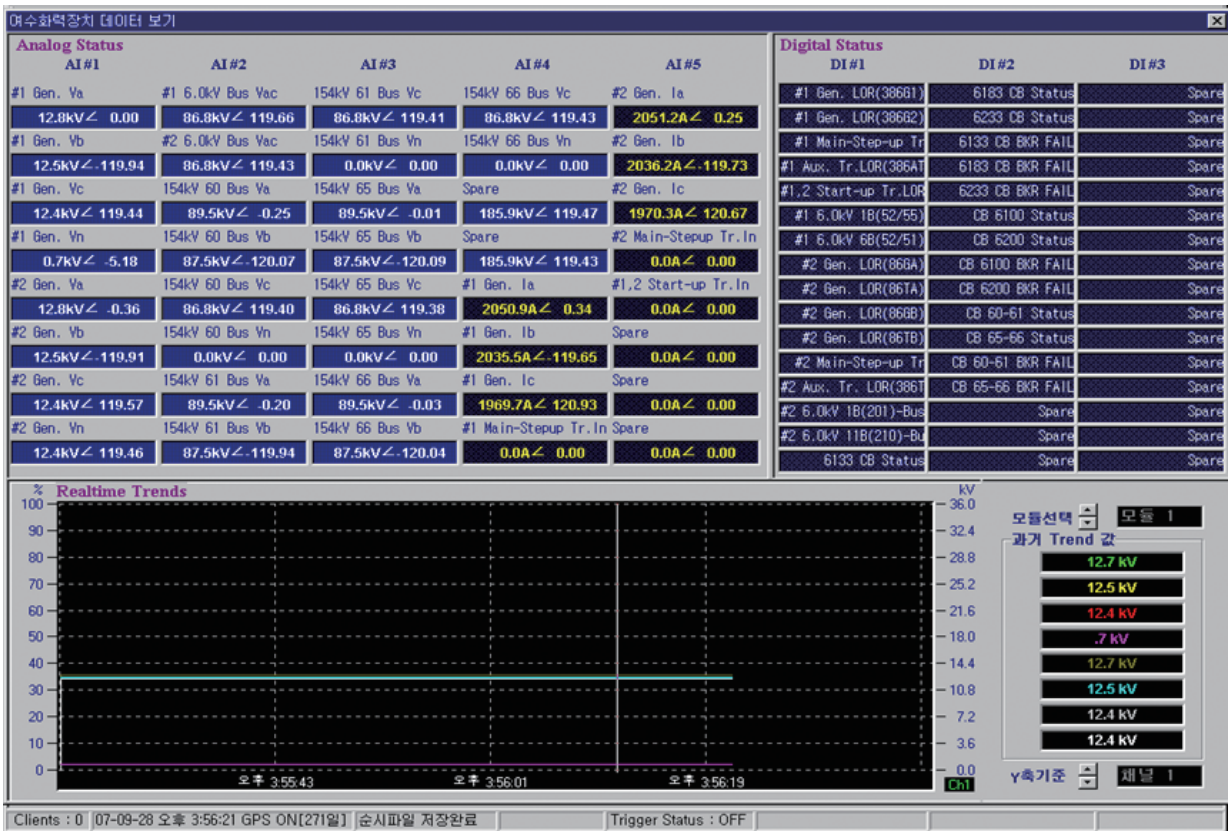 여수화력장치 데이터 보기
Analog Status
AI#1 AI#2 AI#3 AI#4 AI#5
#1 Gen. Va #1 6.0kV Bus Vac 154kV 61 Bus Vc 154kV 66 Bus Vc #2 Gen. Ia
12.8kV∠ 0.00 86.8kV∠ 119.66 86.8kV∠ 119.41 86.8kV∠ 119.43 2051.2A∠ 0.25
#1 Gen. Vb #2 6.0kV Bus Vac 154kV 61 Bus Vn 154kV 66 Bus Vn #2 Gen. Ib
12.5kV∠-119.94 86.8kV∠ 119.43 0.0kV∠ 0.00 0.0kV∠ 0.00 2036.2A∠-119.73
#1 Gen. Vc 154kV 60 Bus Va 154kV 65 Bus Va Spare #2 Gen. Ic
12.4kV∠ 119.44 89.5kV∠ -0.25 89.5kV∠ -0.01 185.9kV∠ 119.47 1970.3A∠ 120.67
#1 Gen. Vn 154kV 60 Bus Vb 154kV 65 Bus Vb Spare #2 Main-Stepup Tr.In
0.7kV∠ -5.18 87.5kV∠-120.07 87.5kV∠-120.09 185.9kV∠ 119.43 0.0A∠ 0.00
#2 Gen. Va 154kV 60 Bus Vc 154kV 65 Bus Vc #1 Gen. Ia #1,2 Start-up Tr.In
12.8kV∠ -0.36 86.8kV∠ 119.40 86.8kV∠ 119.38 2050.9A∠ 0.34 0.0A∠ 0.00
#2 Gen. Vb 154kV 60 Bus Vn 154kV 65 Bus Vn #1 Gen. Ib Spare
12.5kV∠-119.91 0.0kV∠ 0.00 0.0kV∠ 0.00 2035.5A∠-119.65 0.0A∠ 0.00
#2 Gen. Vc 154kV 61 Bus Va 154kV 66 Bus Va #1 Gen. Ic Spare
12.4kV∠ 119.57 89.5kV∠ -0.20 89.5kV∠ -0.03 1969.7A∠ 120.93 0.0A∠ 0.00
#2 Gen. Vn 154kV 61 Bus Vb 154kV 66 Bus Vb #1 Main-Stepup Tr.In Spare
12.4kV∠ 119.46 87.5kV∠-119.94 87.5kV∠-120.04 0.0A∠ 0.00 0.0A∠ 0.00
Digital Status
DI#1 DI#2 DI#3
#1 Gen. LOR(386G1) 6183 CB Status Spare
#1 Gen. LOR(386G2) 6233 CB Status Spare
#1 Main-Step-up Tr 6133 CB BKR FAIL Spare
#1 Aux. Tr.LOR(386AT 6183 CB BKR FAIL Spare
#1,2 Start-up Tr.LOR 6233 CB BKR FAIL Spare
#1 6.0kV 1B(52/55) CB 6100 Status Spare
#1 6.0kV 6B(52/51) CB 6200 Status Spare
#2 Gen. LOR(86GA) CB 6100 BKR FAIL Spare
#2 Gen. LOR(86TA) CB 6200 BKR FAIL Spare
#2 Gen. LOR(86GB) CB 60-61 Status Spare
#2 Gen. LOR(86TB) CB 65-66 Status Spare
#2 Main-Step-up Tr CB 60-61 BKR FAIL Spare
#2 Aux. Tr. LOR(386T CB 65-66 BKR FAIL Spare
#2 6.0kV 1B(201)-Bus Spare Spare
#2 6.0kV 11B(210)-Bu Spare Spare
6133 CB Status Spare Spare
% Realtime Trends kV
100 36.0
90 32.4
80 28.8
70 25.2
60 21.6
50 18.0
40 14.4
30 10.8
20 7.2
10 3.6
0 0.0
오후 3:55:43 오후 3:56:01 오후 3:56:19 Ch1
모듈선택 모듈 1
과거 Trend 값
12.7 kV
12.5 kV
12.4 kV
.7 kV
12.7 kV
12.5 kV
12.4 kV
12.4 kV
Y축기준 채널 1
Clients : 0 07-09-28 오후 3:56:21 GPS ON[271일] 순시파일 저장완료 Trigger Status : OFF